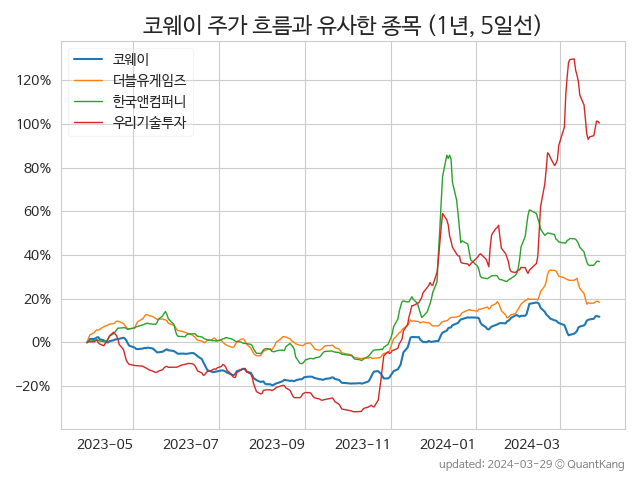 코웨이 주가 흐름과 유사한 종목 (1년, 5일선)
코웨이
더블유게임즈
한국앤컴퍼니
우리기술투자
120%
100%
80%
60%
40%
20%
0%
−20%
2023-05 2023-07 2023-09 2023-11 2024-01 2024-03
updated: 2024-03-29 © QuantKang